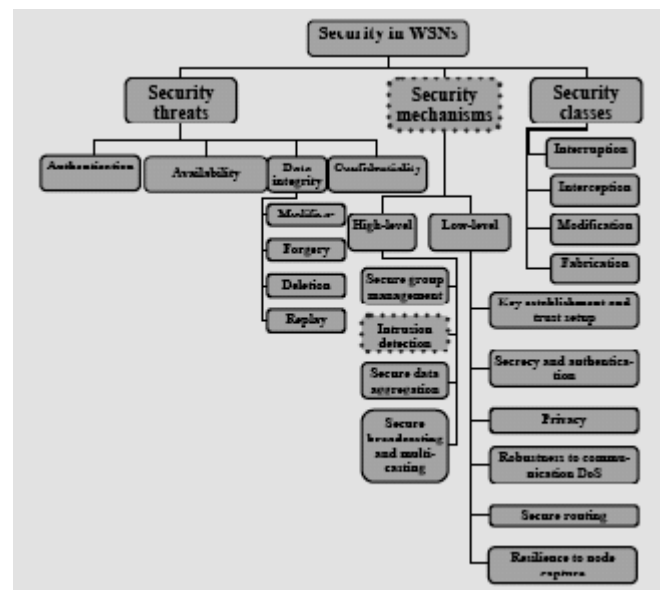 Security in WSNs
Security
threats
Security
mechanisms
Security
classes
Authentication
Availability
Data
integrity
Confidentiality
Interruption
Interception
Modification
Fabrication
Modifica-
Forgery
Deletion
Replay
High-level
Low-level
Secure group
management
Intrusion
detection
Secure data
aggregation
Secure
broadcasting
and multi-
casting
Key establishment and
trust setup
Secrecy and authentica-
tion
Privacy
Robustness to commu-
nication DoS
Secure routing
Resilience to node
capture